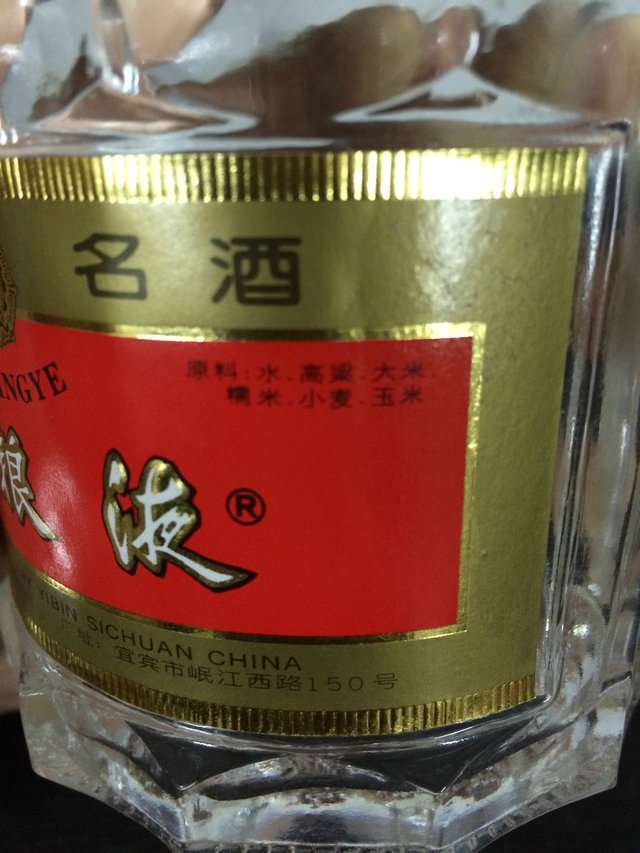 名酒
NGYE
原料:水、高粱、大米、
糯米、小麦、玉米
粮液®
YIBIN SICHUAN CHINA
厂址:宜宾市岷江西路150号